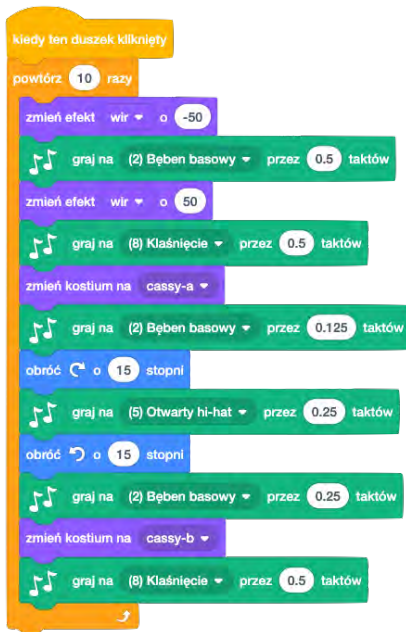 kiedy ten duszek kliknięty
powtórz 10 razy
zmień efekt wir o -50
graj na (2) Bęben basowy przez 0.5 taktów
zmień efekt wir o 50
graj na (8) Klaśnięcie przez 0.5 taktów
zmień kostium na cassy-a
graj na (2) Bęben basowy przez 0.125 taktów
obróć o 15 stopni
graj na (5) Otwarty hi-hat przez 0.25 taktów
obróć o 15 stopni
graj na (2) Bęben basowy przez 0.25 taktów
zmień kostium na cassy-b
graj na (8) Klaśnięcie przez 0.5 taktów